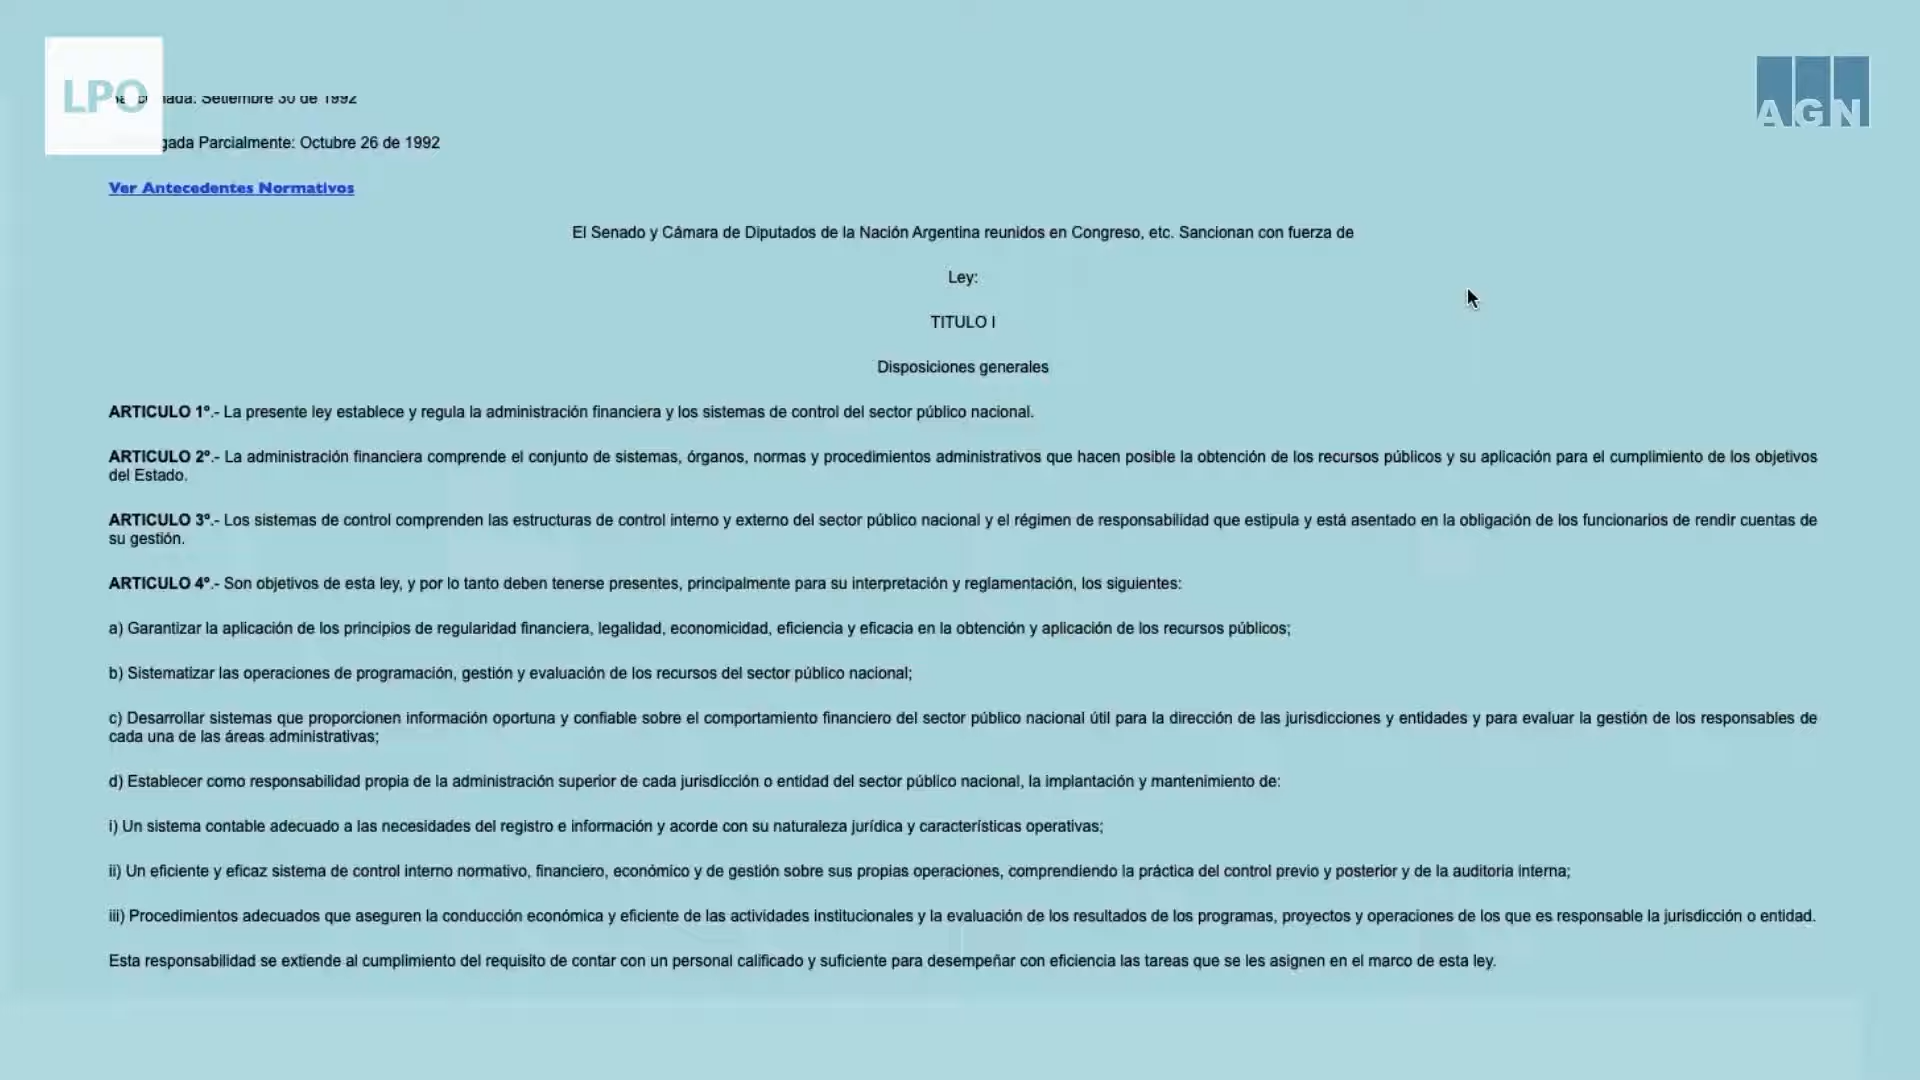 LPO
AGN
Setiembre 30 de 1992
Parcialmente: Octubre 26 de 1992
Ver Antecedentes Normativos
El Senado y Cámara de Diputados de la Nación Argentina reunidos en Congreso, etc. Sancionan con fuerza de
Ley:
TITULO I
Disposiciones generales
ARTICULO 1º.- La presente ley establece y regula la administración financiera y los sistemas de control del sector público nacional.
ARTICULO 2º.- La administración financiera comprende el conjunto de sistemas, órganos, normas y procedimientos administrativos que hacen posible la obtención de los recursos públicos y su aplicación para el cumplimiento de los objetivos
del Estado.
ARTICULO 3º.- Los sistemas de control comprenden las estructuras de control interno y externo del sector público nacional y el régimen de responsabilidad que estipula y está asentado en la obligación de los funcionarios de rendir cuentas de
su gestión.
ARTICULO 4º.- Son objetivos de esta ley, y por lo tanto deben tenerse presentes, principalmente para su interpretación y reglamentación, los siguientes:
a) Garantizar la aplicación de los principios de regularidad financiera, legalidad, economicidad, eficiencia y eficacia en la obtención y aplicación de los recursos públicos;
b) Sistematizar las operaciones de programación, gestión y evaluación de los recursos del sector público nacional;
c) Desarrollar sistemas que proporcionen información oportuna y confiable sobre el comportamiento financiero del sector público nacional útil para la dirección de las jurisdicciones y entidades y para evaluar la gestión de los responsables de
cada una de las áreas administrativas;
d) Establecer como responsabilidad propia de la administración superior de cada jurisdicción o entidad del sector público nacional, la implantación y mantenimiento de:
i) Un sistema contable adecuado a las necesidades del registro e información y acorde con su naturaleza jurídica y características operativas;
ii) Un eficiente y eficaz sistema de control interno normativo, financiero, económico y de gestión sobre sus propias operaciones, comprendiendo la práctica del control previo y posterior y de la auditoria interna;
iii) Procedimientos adecuados que aseguren la conducción económica y eficiente de las actividades institucionales y la evaluación de los resultados de los programas, proyectos y operaciones de los que es responsable la jurisdicción o entidad.
Esta responsabilidad se extiende al cumplimiento del requisito de contar con un personal calificado y suficiente para desempeñar con eficiencia las tareas que se les asignen en el marco de esta ley.